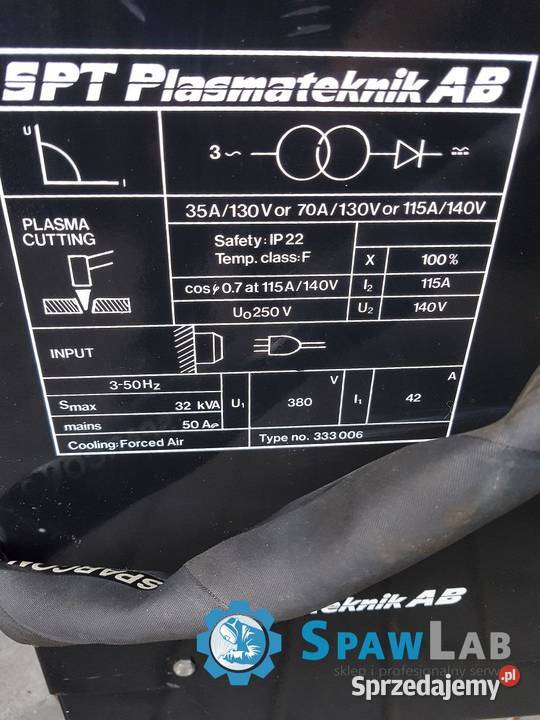 SPT Plasmateknik AB
U
I
3~
35A/130V or 70A/130V or 115A/140V
PLASMA
CUTTING
Safety: IP 22
Temp. class: F
X 100%
cos φ 0.7 at 115A/140V I₂ 115A
U₀ 250 V U₂ 140V
INPUT
3-50Hz
Smax 32 kVA U₁ 380 V I₁ 42 A
mains 50A
Cooling: Forced Air Type no. 333 006
SPARCON
teknik AB
SPAWLAB
sklep i profesjonalny serwis
Sprzedajemy.pl